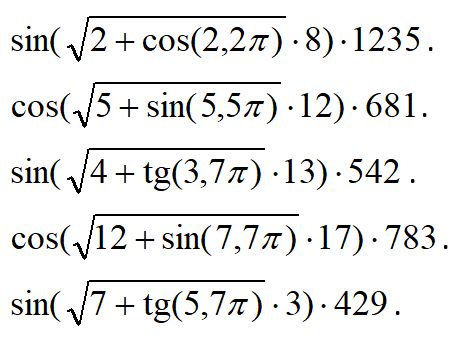 sin(√(2 + cos(2,2π)) · 8) · 1235 .
cos(√(5 + sin(5,5π)) · 12) · 681 .
sin(√(4 + tg(3,7π)) · 13) · 542 .
cos(√(12 + sin(7,7π)) · 17) · 783 .
sin(√(7 + tg(5,7π)) · 3) · 429 .